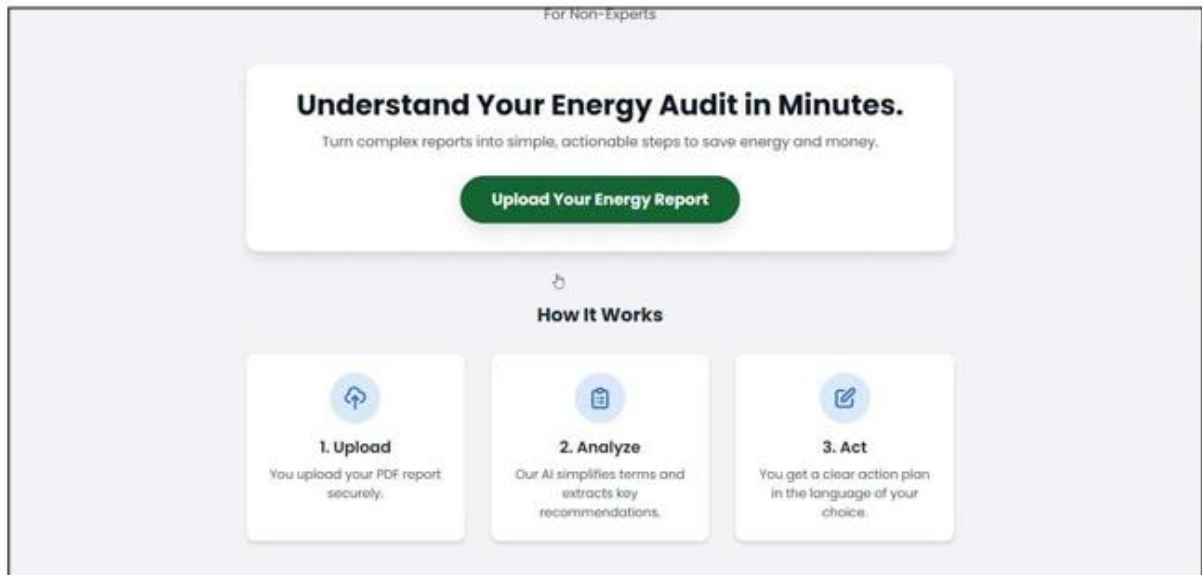 For Non-Experts
Understand Your Energy Audit in Minutes.
Turn complex reports into simple, actionable steps to save energy and money.
Upload Your Energy Report
How It Works
1. Upload
You upload your PDF report
securely.
2. Analyze
Our AI simplifies terms and
extracts key
recommendations.
3. Act
You get a clear action plan
in the language of your
choice.